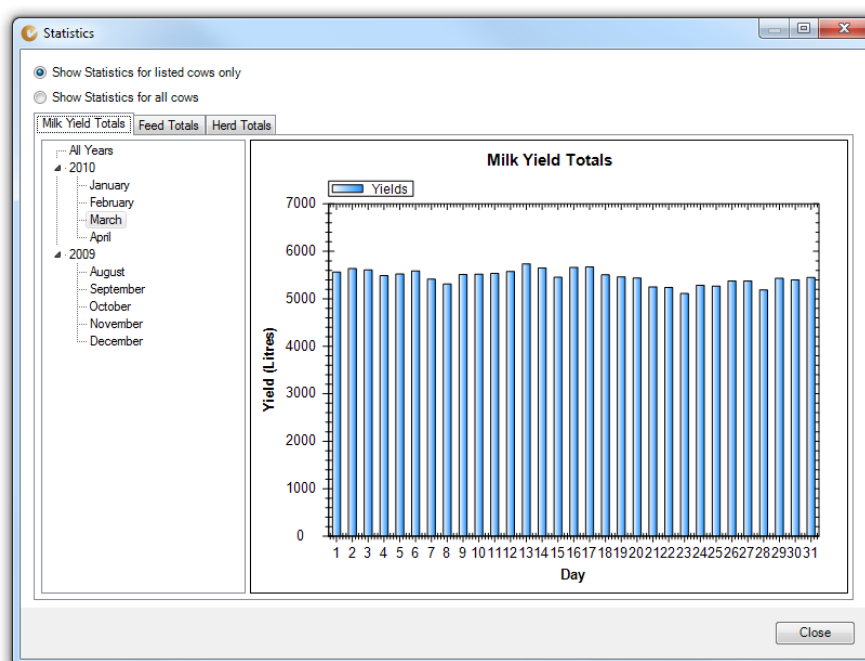 Statistics
Show Statistics for listed cows only
Show Statistics for all cows
Milk Yield Totals Feed Totals Herd Totals
All Years
2010
January
February
March
April
2009
August
September
October
November
December
Milk Yield Totals
Yields
Yield (Litres)
7000
6000
5000
4000
3000
2000
1000
0
1 2 3 4 5 6 7 8 9 10 11 12 13 14 15 16 17 18 19 20 21 22 23 24 25 26 27 28 29 30 31
Day
Close